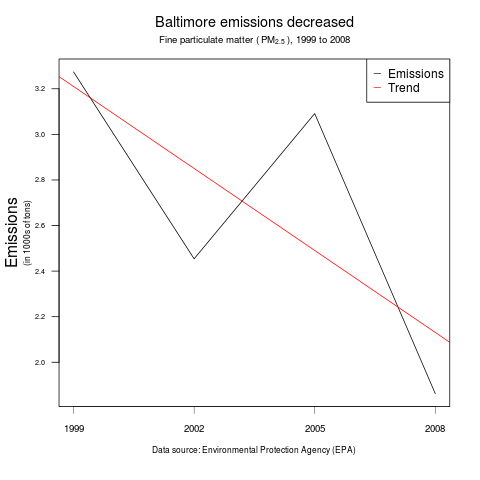 Baltimore emissions decreased
Fine particulate matter ( PM2.5 ), 1999 to 2008
Emissions
Trend
Emissions
(in 1000s of tons)
3.2
3.0
2.8
2.6
2.4
2.2
2.0
1999 2002 2005 2008
Data source: Environmental Protection Agency (EPA)